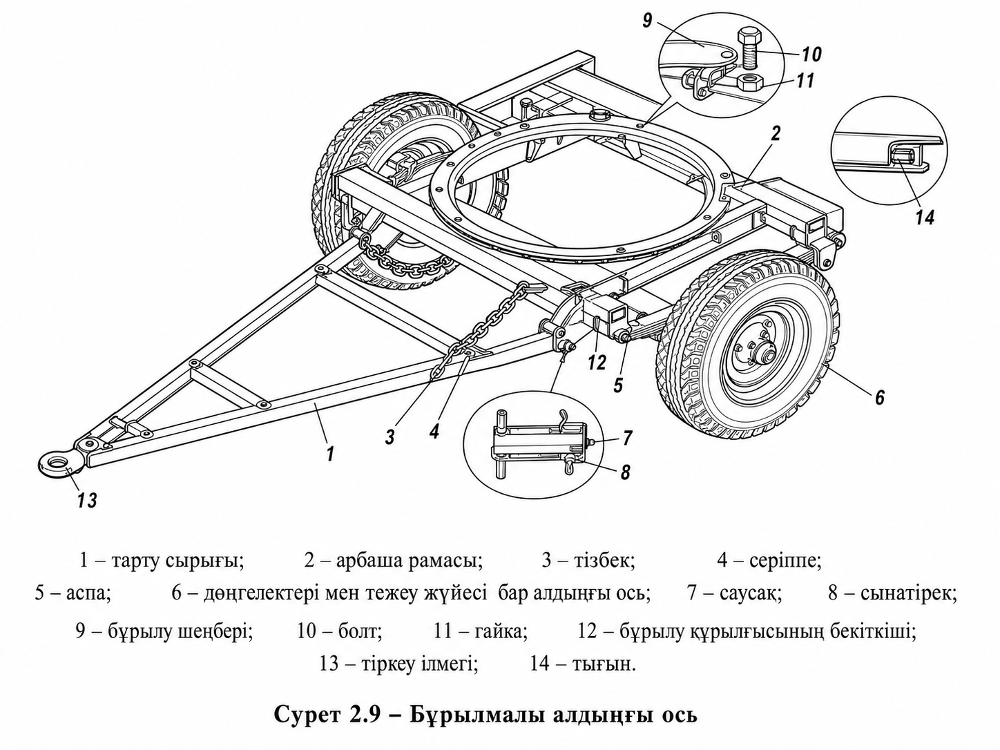 9
10
11
2
14
12
5
6
3
4
1
7
8
13
1 – тарту сырығы; 2 – арбаша рамасы; 3 – тізбек; 4 – серіппе;
5 – аспа; 6 – дөңгелектері мен тежеу жүйесі бар алдыңғы ось; 7 – саусақ; 8 – сынатірек;
9 – бұрылу шеңбері; 10 – болт; 11 – гайка; 12 – бұрылу құрылғысының бекіткіші;
13 – тіркеу ілмегі; 14 – тығын.
Сурет 2.9 – Бұрылмалы алдыңғы ось